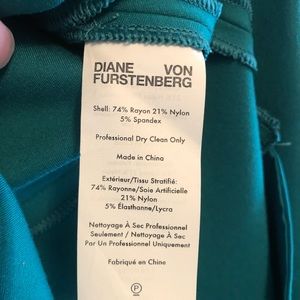 DIANE VON
FURSTENBERG
Shell: 74% Rayon 21% Nylon
5% Spandex
Professional Dry Clean Only
Made in China
Extérieur/Tissu Stratifié:
74% Rayonne/Soie Artificielle
21% Nylon
5% Élasthanne/Lycra
Nettoyage À Sec Professionel
Seulement / Nettoyage À Sec
Par Un Professionel Uniquement
Fabriqué en Chine
P